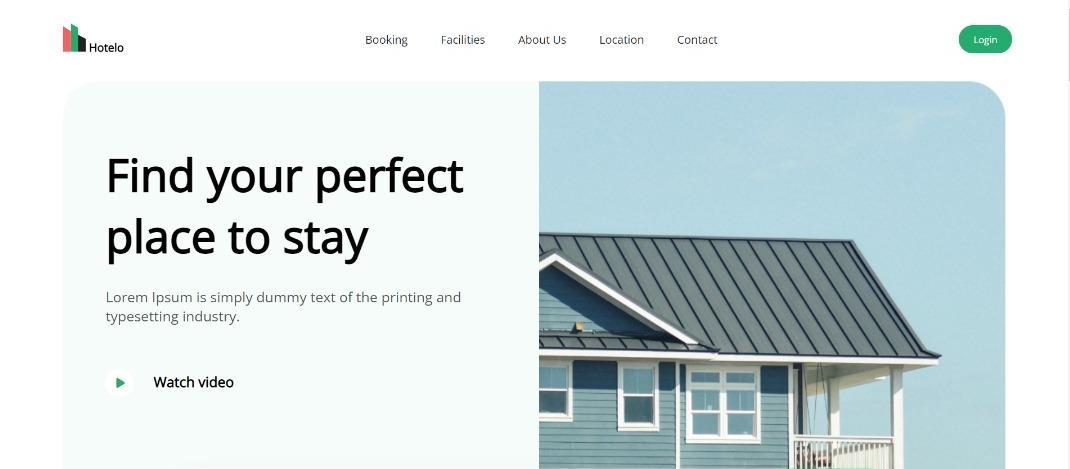 Hotelo
Booking Facilities About Us Location Contact
Login
Find your perfect
place to stay
Lorem Ipsum is simply dummy text of the printing and
typesetting industry.
Watch video